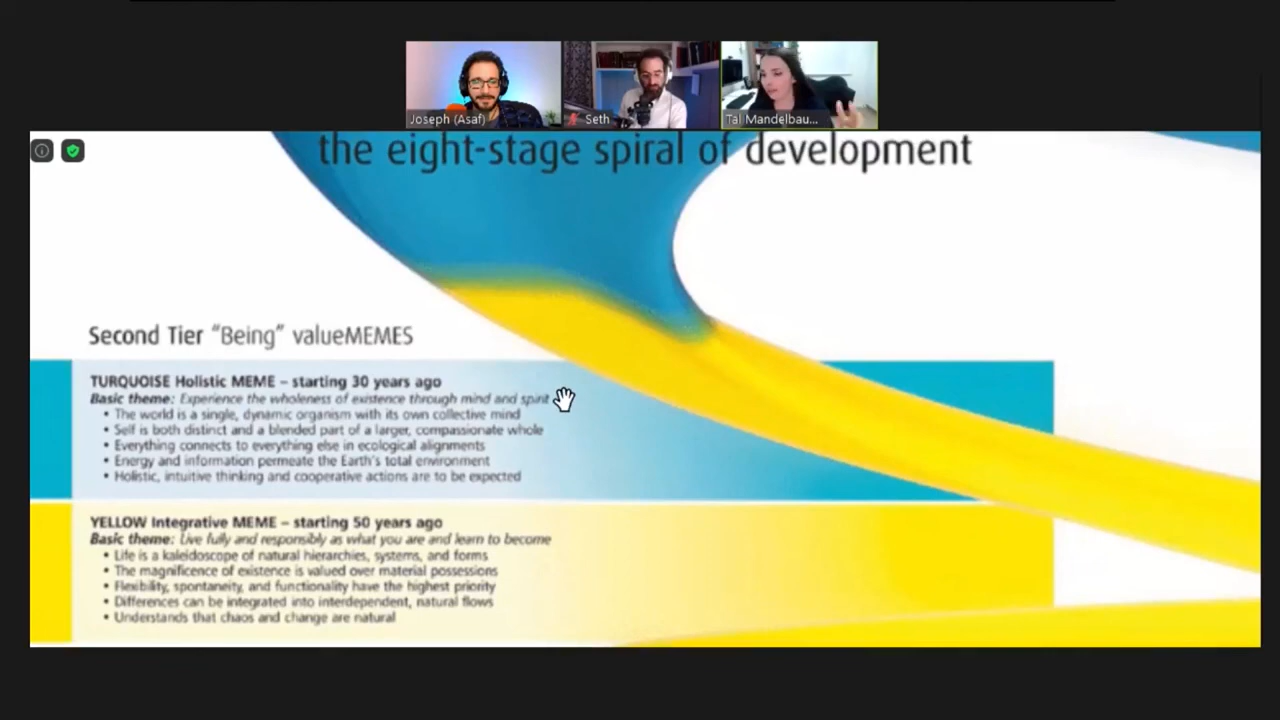 Joseph (Asaf)
Seth
Tal Mandelbau...
the eight-stage spiral of development
Second Tier “Being” valueMEMES
TURQUOISE Holistic MEME – starting 30 years ago
Basic theme: Experience the wholeness of existence through mind and spirit
• The world is a single, dynamic organism with its own collective mind
• Self is both distinct and a blended part of a larger, compassionate whole
• Everything connects to everything else in ecological alignments
• Energy and information permeate the Earth's total environment
• Holistic, intuitive thinking and cooperative actions are to be expected
YELLOW Integrative MEME – starting 50 years ago
Basic theme: Live fully and responsibly as what you are and learn to become
• Life is a kaleidoscope of natural hierarchies, systems, and forms
• The magnificence of existence is valued over material possessions
• Flexibility, spontaneity, and functionality have the highest priority
• Differences can be integrated into interdependent, natural flows
• Understands that chaos and change are natural